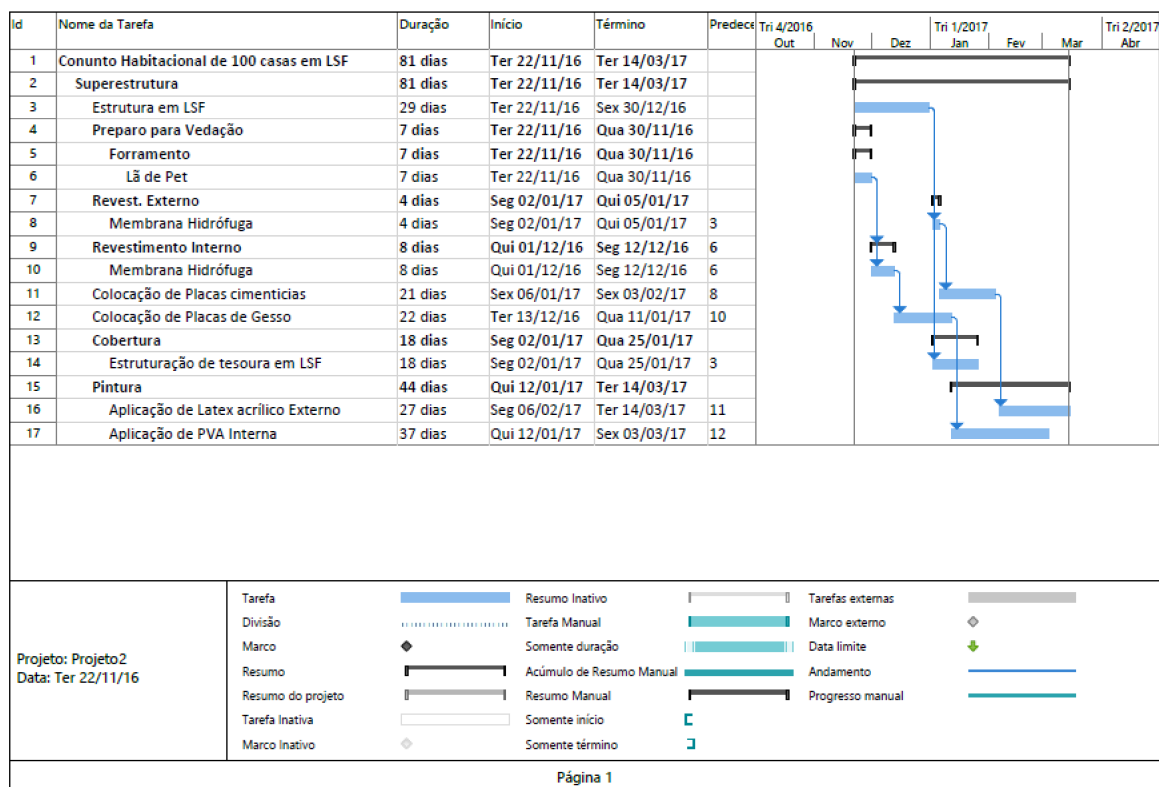 Id Nome da Tarefa Duração Início Término Predece Tri 4/2016 Tri 1/2017 Tri 2/2017
Out Nov Dez Jan Fev Mar Abr
1 Conunto Habitacional de 100 casas em LSF 81 dias Ter 22/11/16 Ter 14/03/17
2 Superestrutura 81 dias Ter 22/11/16 Ter 14/03/17
3 Estrutura em LSF 29 dias Ter 22/11/16 Sex 30/12/16
4 Preparo para Vedação 7 dias Ter 22/11/16 Qua 30/11/16
5 Forramento 7 dias Ter 22/11/16 Qua 30/11/16
6 Lã de Pet 7 dias Ter 22/11/16 Qua 30/11/16
7 Revest. Externo 4 dias Seg 02/01/17 Qui 05/01/17
8 Membrana Hidrófuga 4 dias Seg 02/01/17 Qui 05/01/17 3
9 Revestimento Interno 8 dias Qui 01/12/16 Seg 12/12/16 6
10 Membrana Hidrófuga 8 dias Qui 01/12/16 Seg 12/12/16 6
11 Colocação de Placas cimenticias 21 dias Sex 06/01/17 Sex 03/02/17 8
12 Colocação de Placas de Gesso 22 dias Ter 13/12/16 Qua 11/01/17 10
13 Cobertura 18 dias Seg 02/01/17 Qua 25/01/17
14 Estruturação de tesoura em LSF 18 dias Seg 02/01/17 Qua 25/01/17 3
15 Pintura 44 dias Qui 12/01/17 Ter 14/03/17
16 Aplicação de Latex acrílico Externo 27 dias Seg 06/02/17 Ter 14/03/17 11
17 Aplicação de PVA Interna 37 dias Qui 12/01/17 Sex 03/03/17 12
Projeto: Projeto2
Data: Ter 22/11/16
Tarefa Resumo Inativo Tarefas externas
Divisão Tarefa Manual Marco externo
Marco Somente duração Data limite
Resumo Acúmulo de Resumo Manual Andamento
Resumo do projeto Resumo Manual Progresso manual
Tarefa Inativa Somente início
Marco Inativo Somente término
Página 1